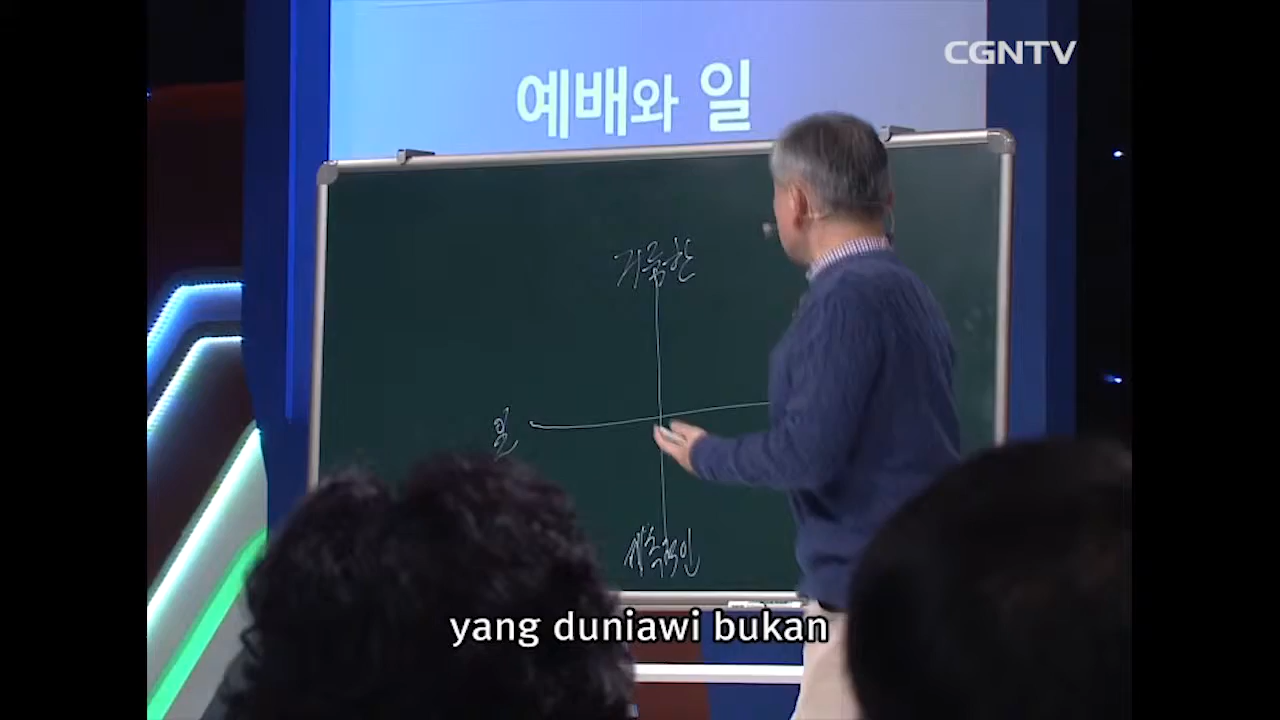 CGNTV
예배와 일
거룩한
일
세속적인
yang duniawi bukan